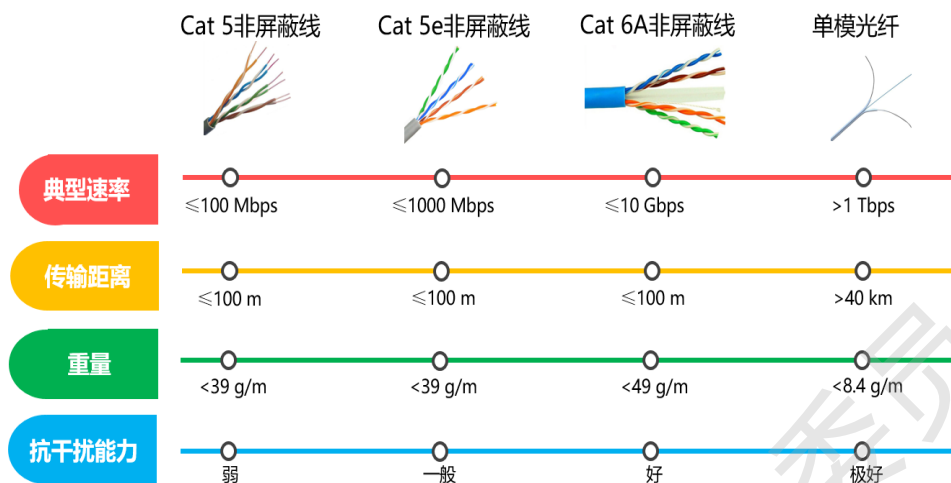 Cat 5非屏蔽线 Cat 5e非屏蔽线 Cat 6A非屏蔽线 单模光纤
典型速率
≤100 Mbps ≤1000 Mbps ≤10 Gbps >1 Tbps
传输距离
≤100 m ≤100 m ≤100 m >40 km
重量
<39 g/m <39 g/m <49 g/m <8.4 g/m
抗干扰能力
弱 一般 好 极好
委员